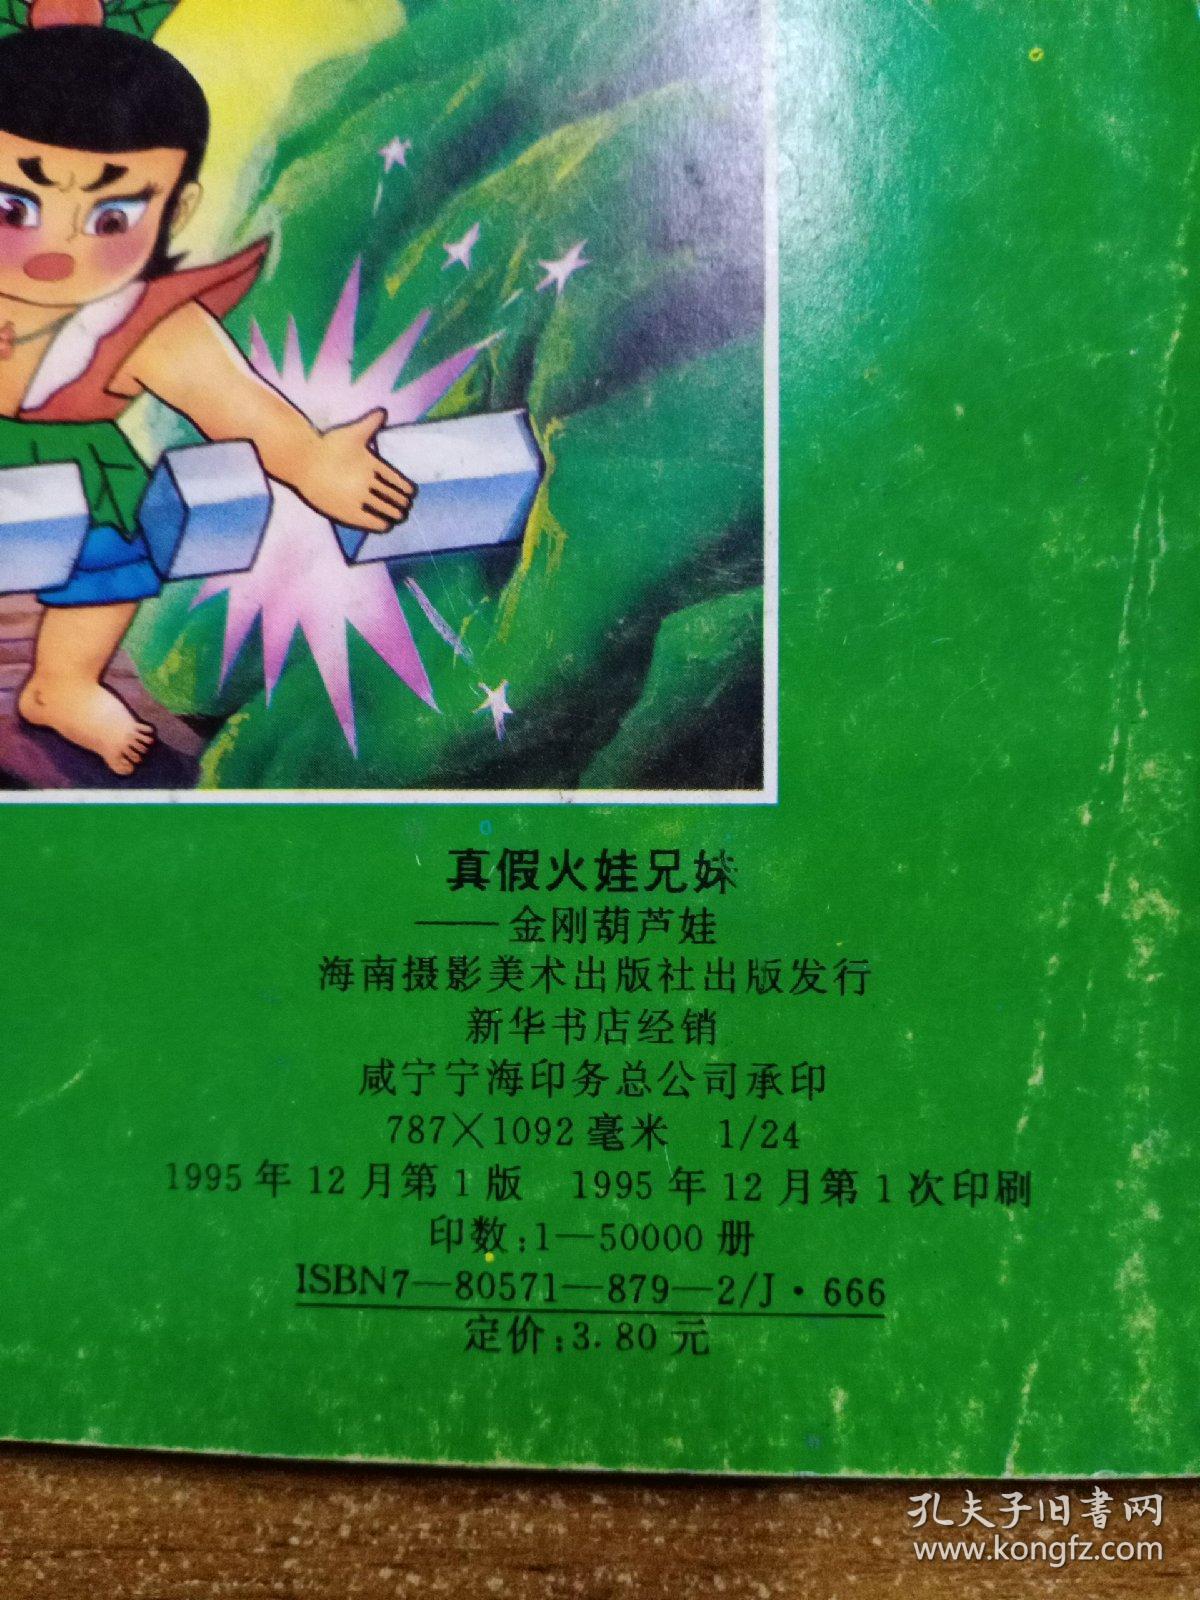 真假火娃兄妹
——金刚葫芦娃
海南摄影美术出版社出版发行
新华书店经销
咸宁宁海印务总公司承印
787×1092毫米 1/24
1995年12月第1版 1995年12月第1次印刷
印数:1—50000册
ISBN7—80571—879—2/J·666
定价:3.80元
孔夫子旧书网
www.kongfz.com